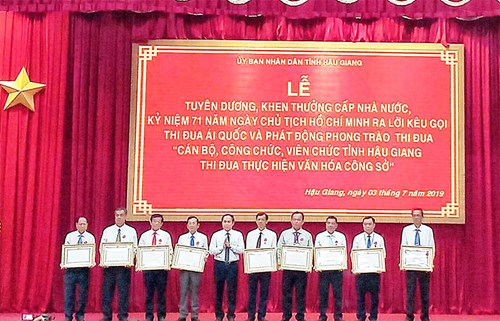 ỦY BAN NHÂN DÂN TỈNH HẬU GIANG
LỄ
TUYÊN DƯƠNG, KHEN THƯỞNG CẤP NHÀ NƯỚC,
KỶ NIỆM 71 NĂM NGÀY CHỦ TỊCH HỒ CHÍ MINH RA LỜI KÊU GỌI
THI ĐUA ÁI QUỐC VÀ PHÁT ĐỘNG PHONG TRÀO THI ĐUA
"CÁN BỘ, CÔNG CHỨC, VIÊN CHỨC TỈNH HẬU GIANG
THI ĐUA THỰC HIỆN VĂN HÓA CÔNG SỞ"
Hậu Giang, ngày 03 tháng 7 năm 2019